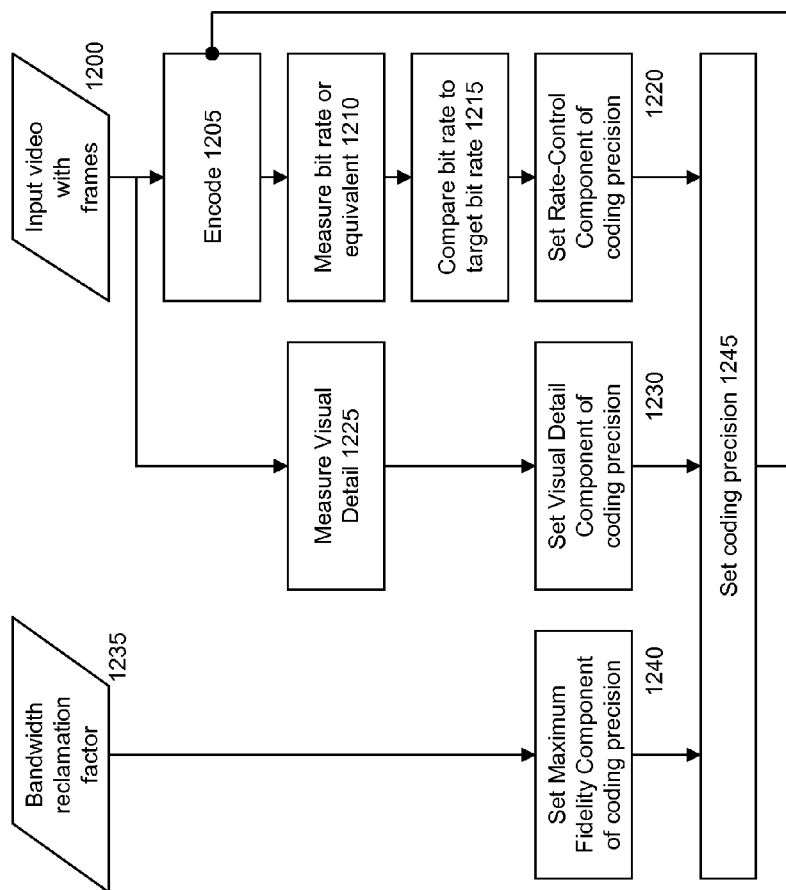 Input video
with
frames
1200
Encode 1205
Measure bit rate or
equivalent 1210
Compare bit rate to
target bit rate 1215
Set Rate-Control
Component of
coding precision
1220
Measure Visual
Detail 1225
Set Visual Detail
Component of
coding precision
1230
Bandwidth
reclamation
factor
1235
Set Maximum
Fidelity Component
of coding precision
1240
Set coding precision 1245